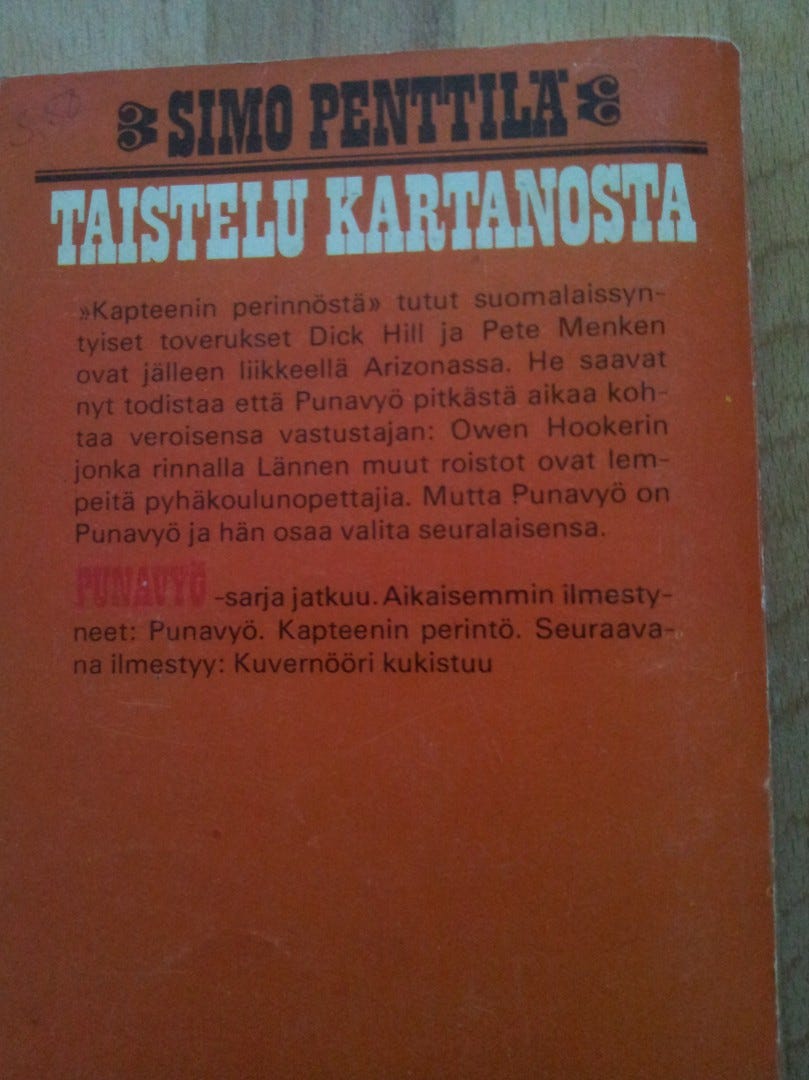 SIMO PENTTILÄ
TAISTELU KARTANOSTA
»Kapteenin perinnöstä» tutut suomalaissyn-
tyiset toverukset Dick Hill ja Pete Menken
ovat jälleen liikkeellä Arizonassa. He saavat
nyt todistaa että Punavyö pitkästä aikaa koh-
taa veroisensa vastustajan: Owen Hookerin
jonka rinnalla Lännen muut roistot ovat lem-
peitä pyhäkoulunopettajia. Mutta Punavyö on
Punavyö ja hän osaa valita seuralaisensa.
PUNAVYÖ -sarja jatkuu. Aikaisemmin ilmesty-
neet: Punavyö. Kapteenin perintö. Seuraava-
na ilmestyy: Kuvernööri kukistuu